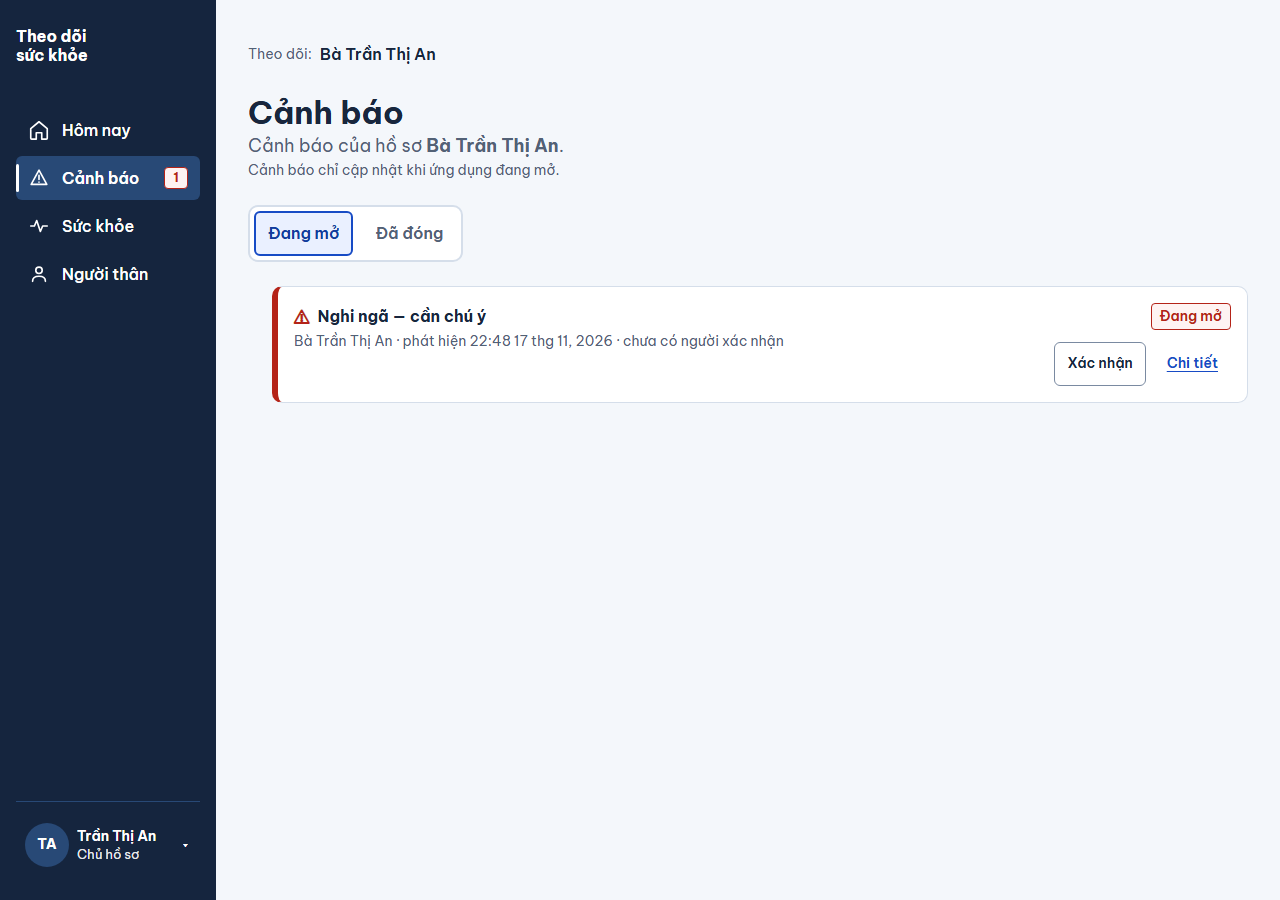 Theo dõi
sức khỏe
Hôm nay
Cảnh báo 1
Sức khỏe
Người thân
Trần Thị An
Chủ hồ sơ
TA
Theo dõi: Bà Trần Thị An
Cảnh báo
Cảnh báo của hồ sơ Bà Trần Thị An.
Cảnh báo chỉ cập nhật khi ứng dụng đang mở.
Đang mở Đã đóng
Nghi ngã — cần chú ý
Đang mở
Bà Trần Thị An · phát hiện 22:48 17 thg 11, 2026 · chưa có người xác nhận
Xác nhận Chi tiết